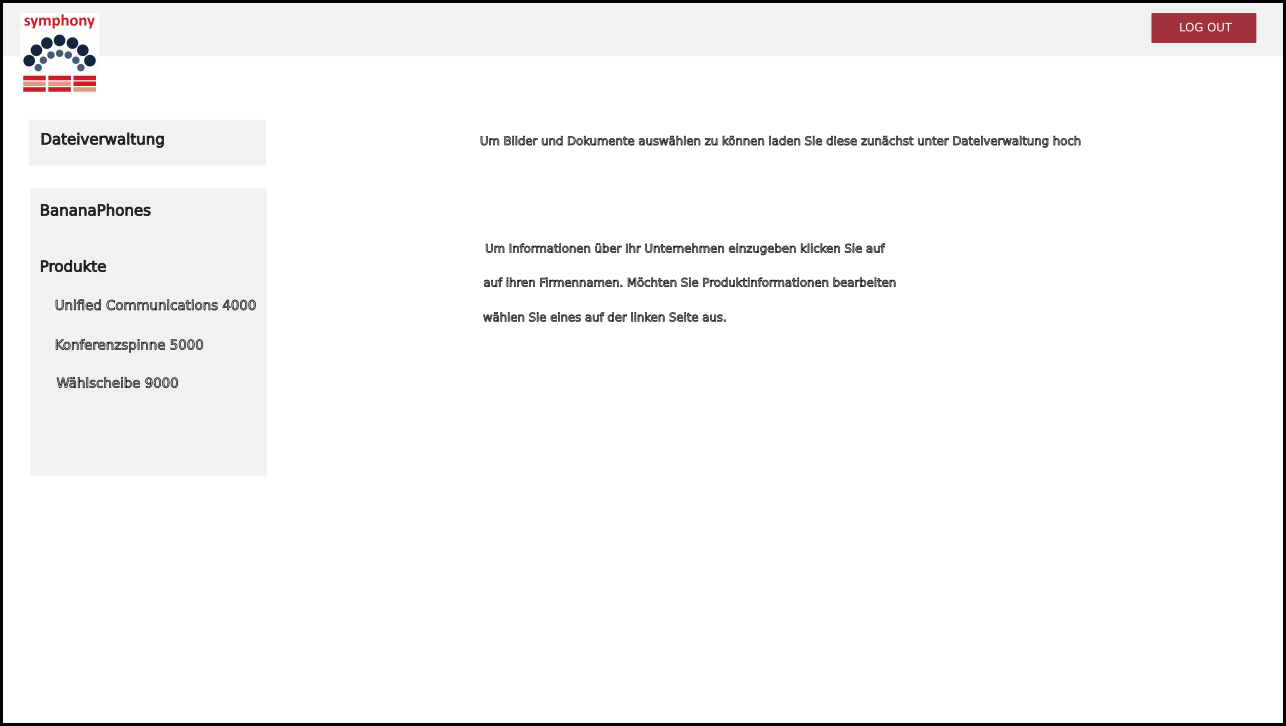 symphony
LOG OUT
Dateiverwaltung
Um Bilder und Dokumente auswählen zu können laden Sie diese zunächst unter Dateiverwaltung hoch
BananaPhones
Um Informationen über Ihr Unternehmen einzugeben klicken Sie auf
Produkte
auf ihren Firmennamen. Möchten Sie Produktinformationen bearbeiten
Unified Communications 4000
wählen Sie eines auf der linken Seite aus.
Konferenzspinne 5000
Wählscheibe 9000